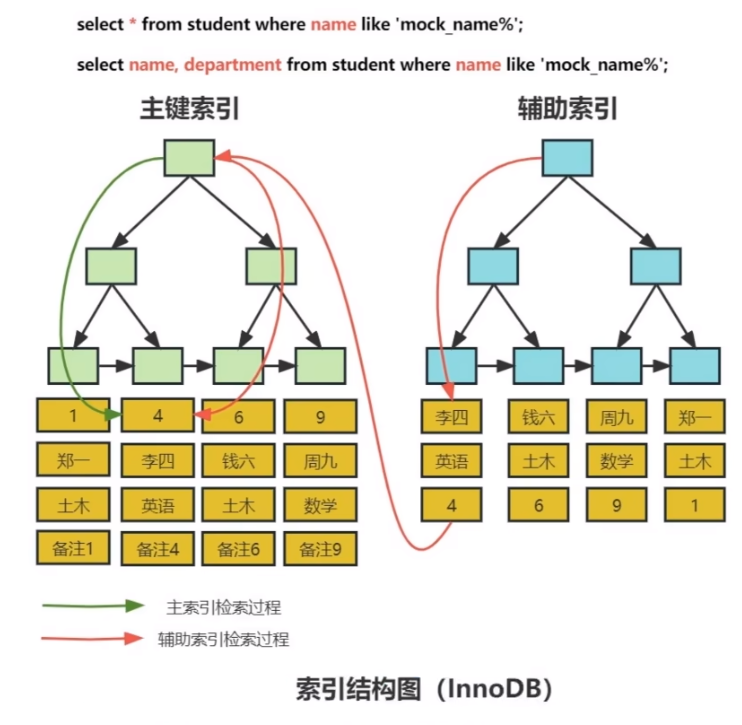 select * from student where name like 'mock_name%';
select name, department from student where name like 'mock_name%';
主键索引
辅助索引
1 4 6 9
郑一 李四 钱六 周九
土木 英语 土木 数学
备注1 备注4 备注6 备注9
李四 钱六 周九 郑一
英语 土木 数学 土木
4 6 9 1
主索引检索过程
辅助索引检索过程
索引结构图（InnoDB）